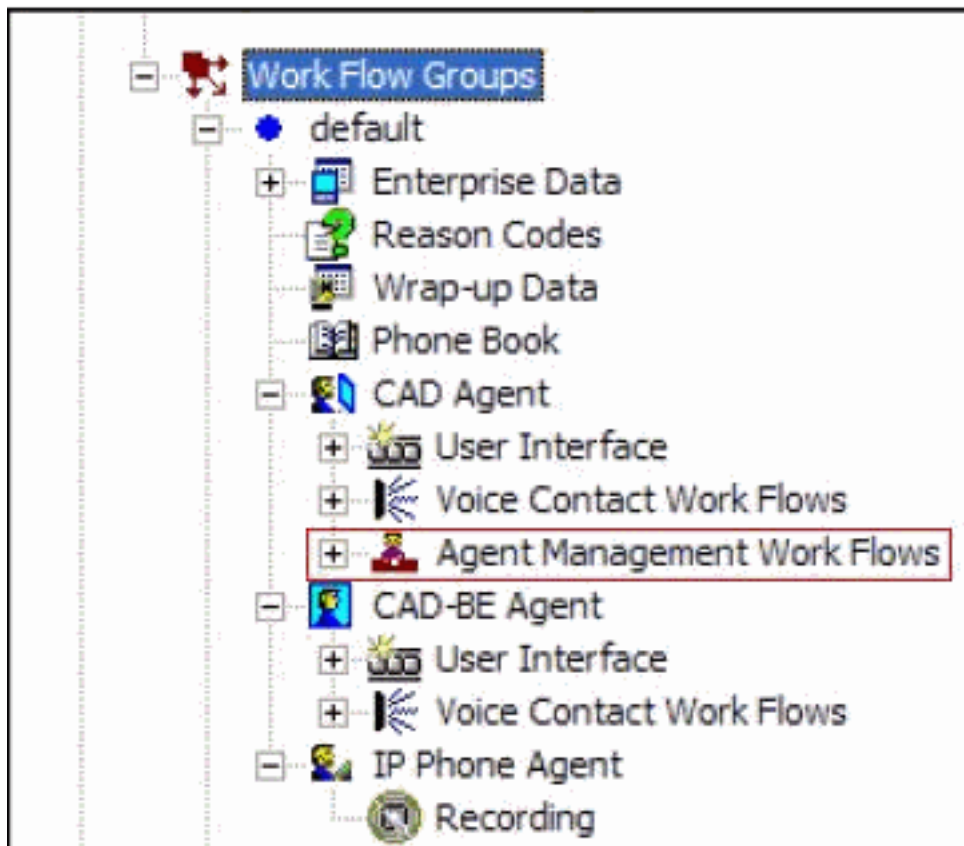 Work Flow Groups
default
Enterprise Data
Reason Codes
Wrap-up Data
Phone Book
CAD Agent
User Interface
Voice Contact Work Flows
Agent Management Work Flows
CAD-BE Agent
User Interface
Voice Contact Work Flows
IP Phone Agent
Recording